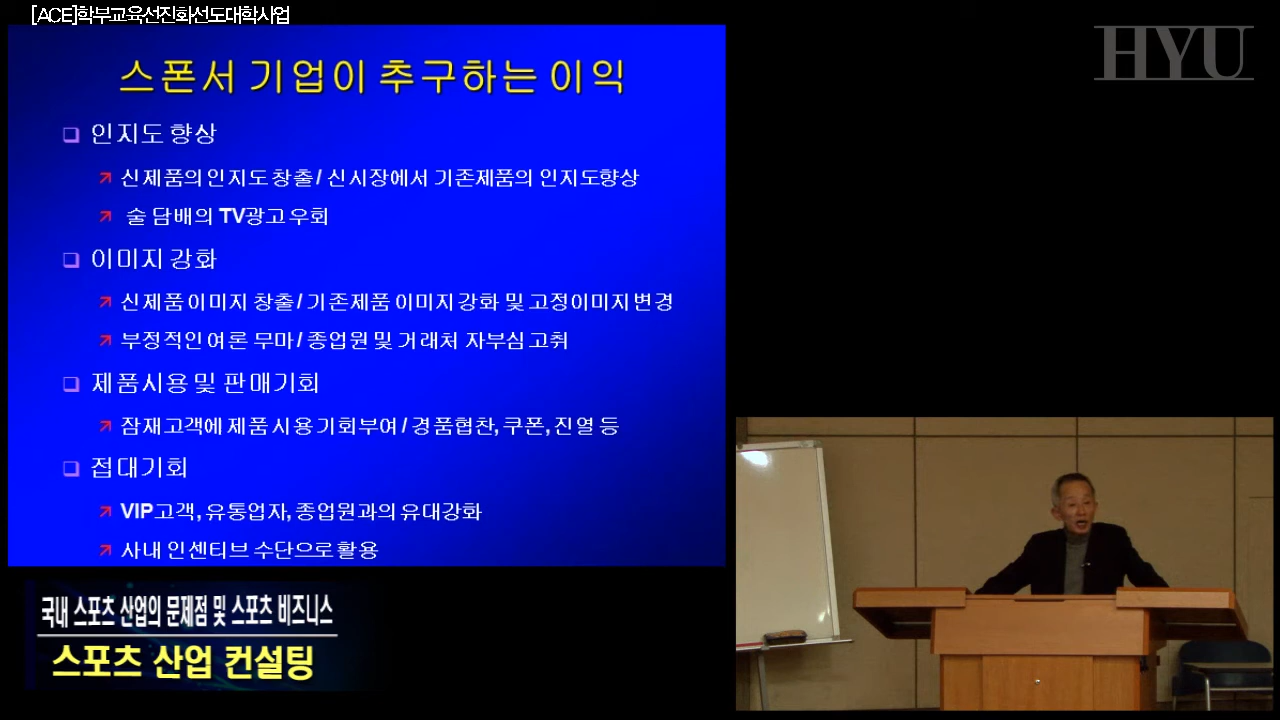 [ACE]학부교육선진화선도대학사업
HYU
스폰서 기업이 추구하는 이익
인지도 향상
신제품의 인지도 창출 / 신시장에서 기존제품의 인지도향상
술 담배의 TV광고 우회
이미지 강화
신제품 이미지 창출 / 기존제품 이미지 강화 및 고정이미지 변경
부정적인 여론 무마 / 종업원 및 거래처 자부심 고취
제품시용 및 판매기회
잠재고객에 제품 시용 기회부여 / 경품협찬, 쿠폰, 진열 등
접대기회
VIP고객, 유통업자, 종업원과의 유대강화
사내 인센티브 수단으로 활용
국내 스포츠 산업의 문제점 및 스포츠 비즈니스
스포츠 산업 컨설팅